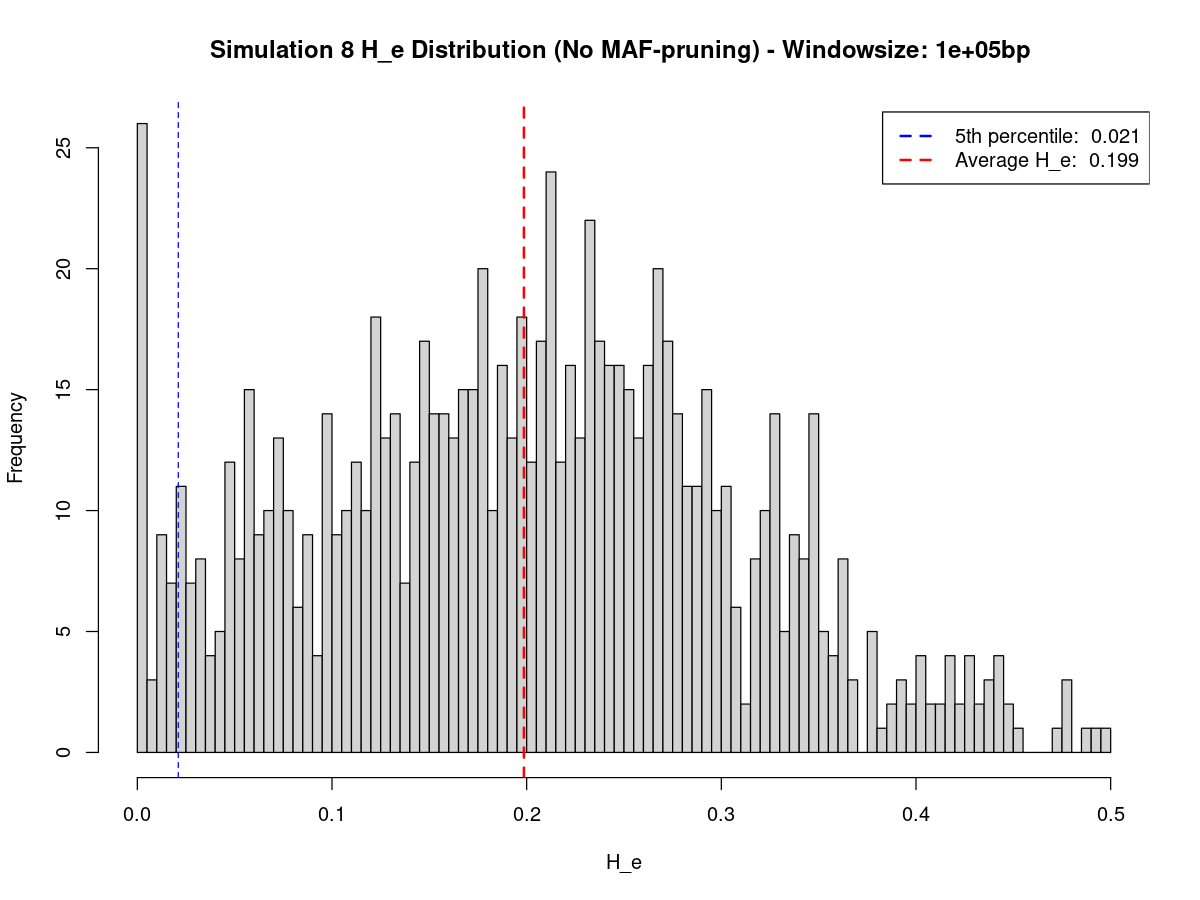 Simulation 8 H_e Distribution (No MAF-pruning) - Windowsize: 1e+05bp
5th percentile:  0.021
Average H_e:  0.199
Frequency
25
20
15
10
5
0
0.0 0.1 0.2 0.3 0.4 0.5
H_e